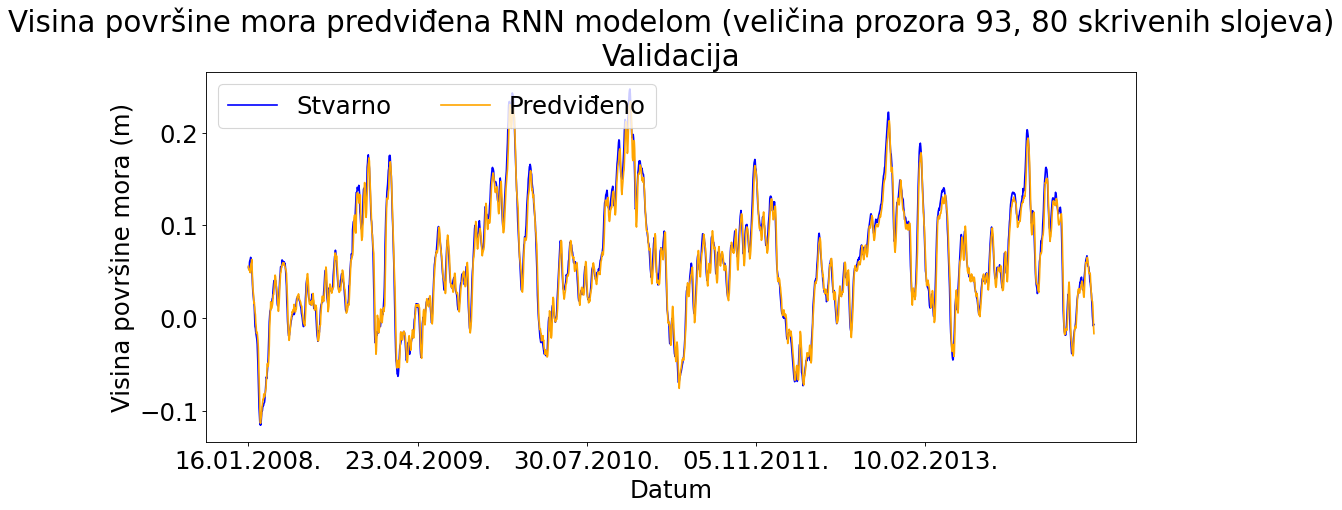 Visina površine mora predviđena RNN modelom (veličina prozora 93, 80 skrivenih slojeva)
Validacija
Stvarno Predviđeno
Visina površine mora (m)
0.2
0.1
0.0
−0.1
16.01.2008. 23.04.2009. 30.07.2010. 05.11.2011. 10.02.2013.
Datum